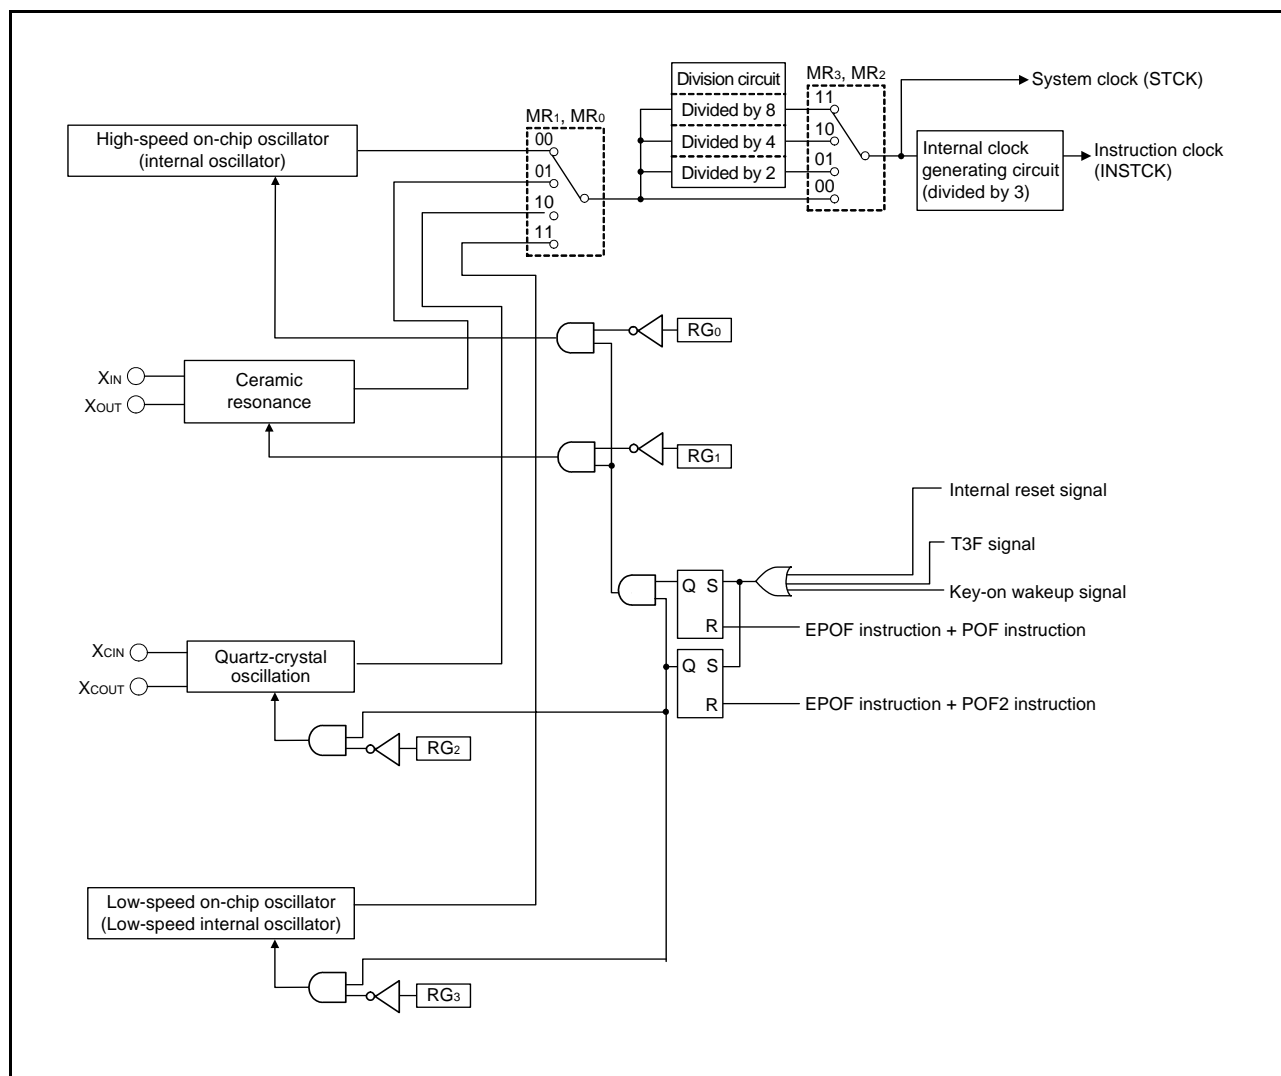 Division circuit
MR3, MR2
System clock (STCK)
MR1, MR0
11
Divided by 8
High-speed on-chip oscillator
(internal oscillator)
00
10
Divided by 4
Internal clock
generating circuit
(divided by 3)
Instruction clock
(INSTCK)
01
Divided by 2
01
10
00
11
RG0
XIN
XOUT
Ceramic
resonance
RG1
Internal reset signal
T3F signal
Q S
R
Key-on wakeup signal
EPOF instruction + POF instruction
XCIN
XCOUT
Quartz-crystal
oscillation
Q S
R
EPOF instruction + POF2 instruction
RG2
Low-speed on-chip oscillator
(Low-speed internal oscillator)
RG3